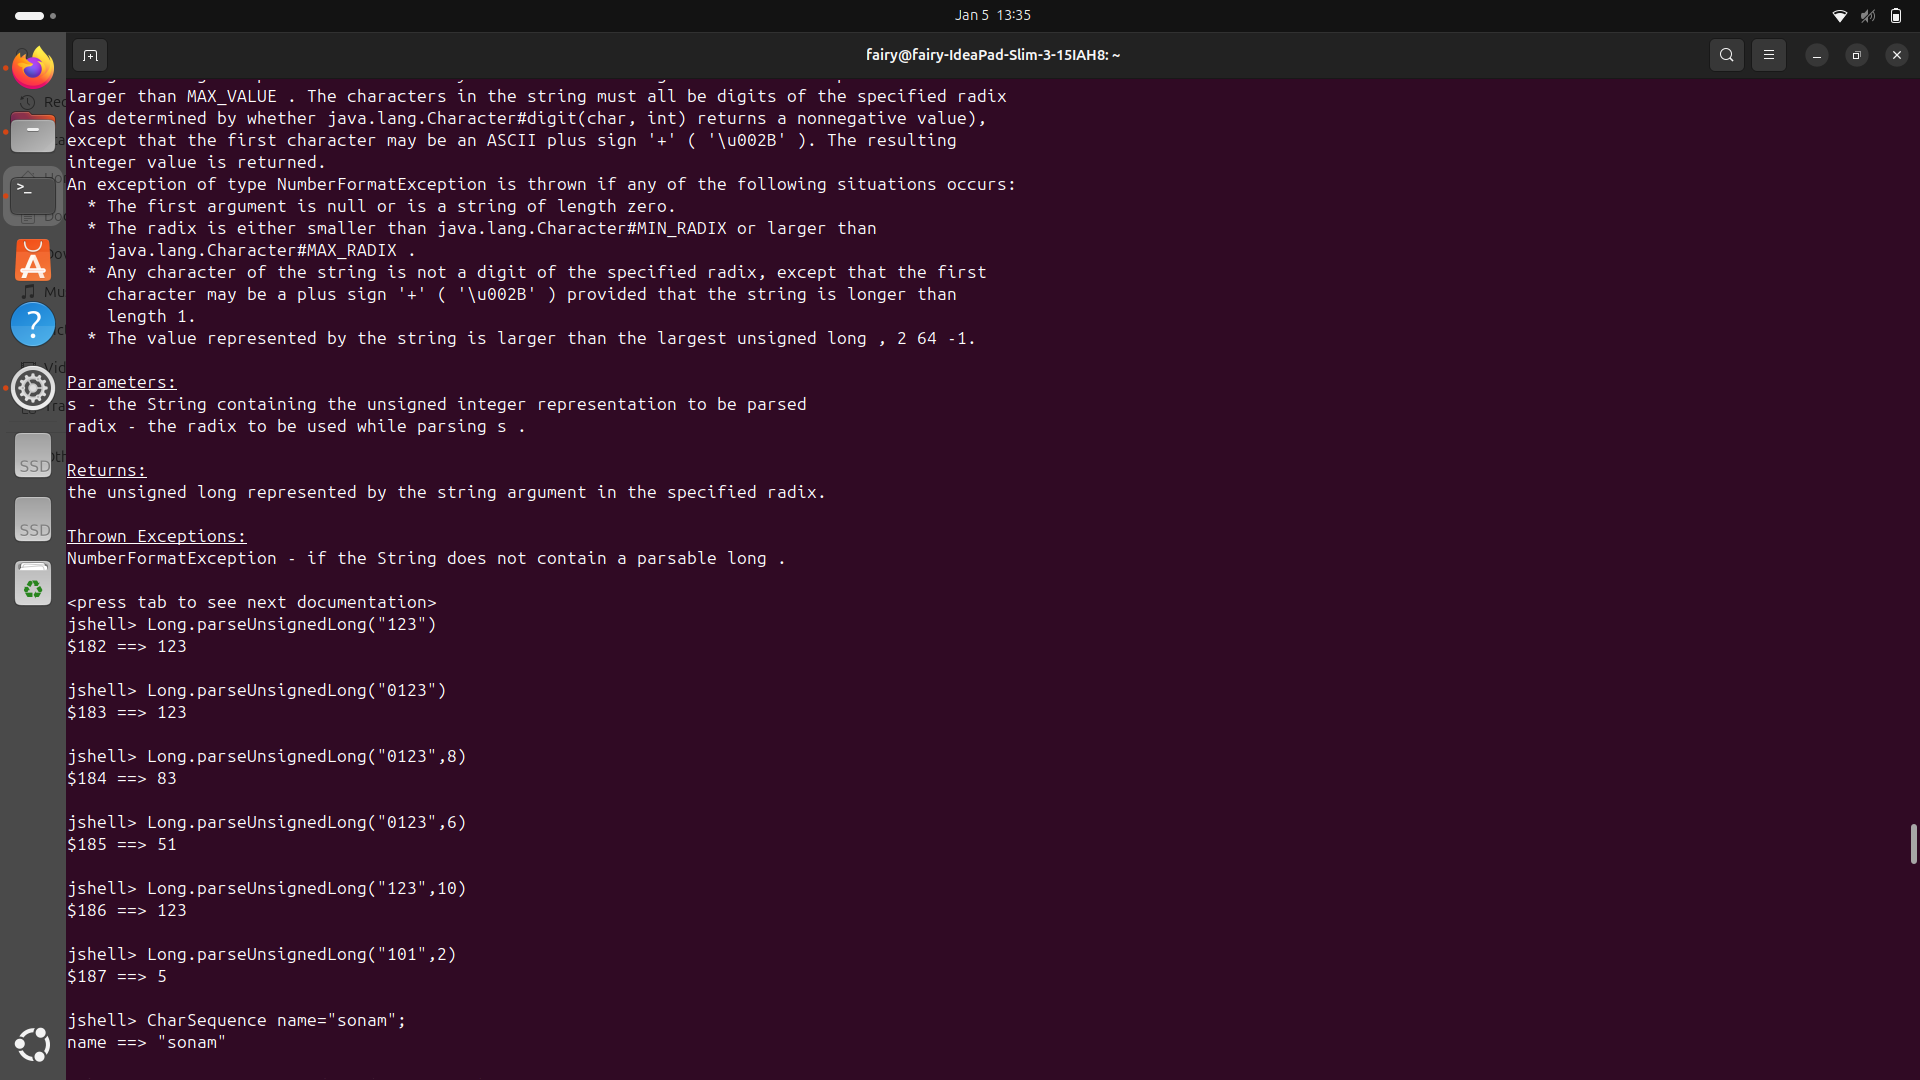 Jan 5 13:35
fairy@fairy-IdeaPad-Slim-3-15IAH8: ~
larger than MAX_VALUE . The characters in the string must all be digits of the specified radix
(as determined by whether java.lang.Character#digit(char, int) returns a nonnegative value),
except that the first character may be an ASCII plus sign '+' ( '\u002B' ). The resulting
integer value is returned.
An exception of type NumberFormatException is thrown if any of the following situations occurs:
* The first argument is null or is a string of length zero.
* The radix is either smaller than java.lang.Character#MIN_RADIX or larger than
java.lang.Character#MAX_RADIX .
* Any character of the string is not a digit of the specified radix, except that the first
character may be a plus sign '+' ( '\u002B' ) provided that the string is longer than
length 1.
* The value represented by the string is larger than the largest unsigned long , 2 64 -1.
Parameters:
s - the String containing the unsigned integer representation to be parsed
radix - the radix to be used while parsing s .
Returns:
the unsigned long represented by the string argument in the specified radix.
Thrown Exceptions:
NumberFormatException - if the String does not contain a parsable long .
<press tab to see next documentation>
jshell> Long.parseUnsignedLong("123")
$182 ==> 123
jshell> Long.parseUnsignedLong("0123")
$183 ==> 123
jshell> Long.parseUnsignedLong("0123",8)
$184 ==> 83
jshell> Long.parseUnsignedLong("0123",6)
$185 ==> 51
jshell> Long.parseUnsignedLong("123",10)
$186 ==> 123
jshell> Long.parseUnsignedLong("101",2)
$187 ==> 5
jshell> CharSequence name="sonam";
name ==> "sonam"
SSD
SSD